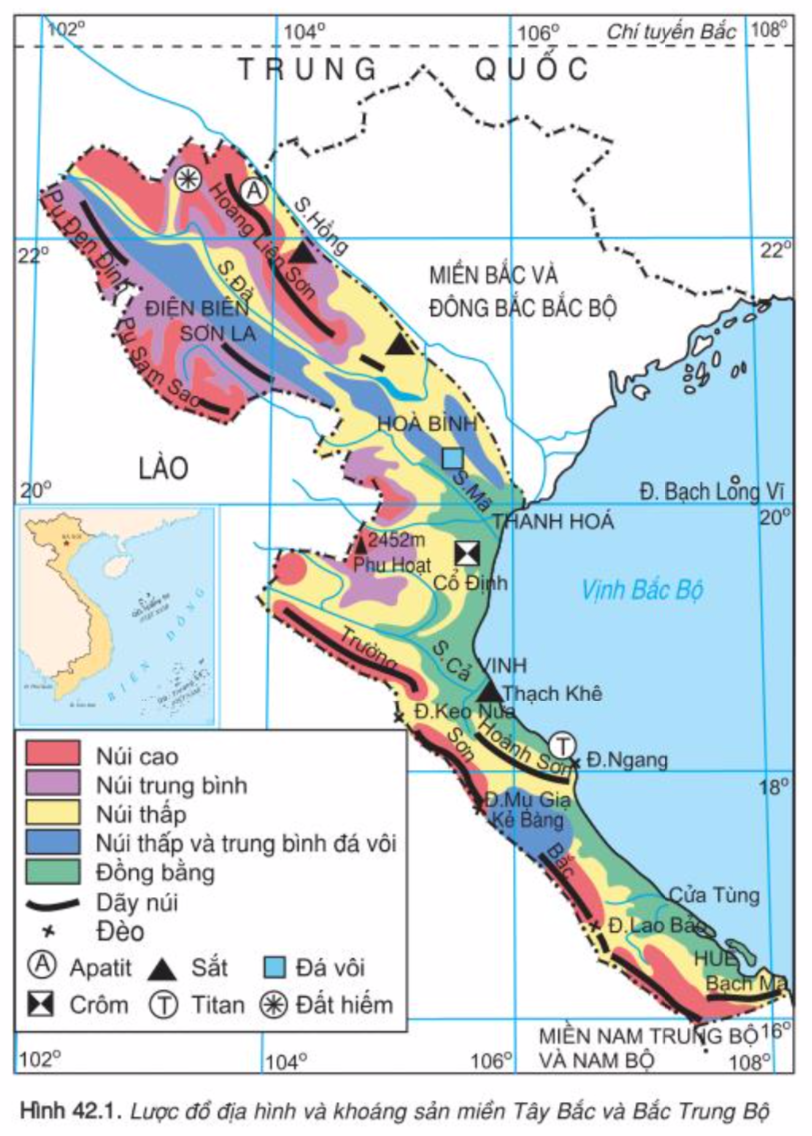 102° 104° 106° Chí tuyến Bắc 108°
TRUNG QUỐC
A
S.Hồng
Hoàng Liên Sơn
Pu Đen Đinh
22° 22°
S.Đà
MIỀN BẮC VÀ
ĐÔNG BẮC BẮC BỘ
ĐIỆN BIÊN
SƠN LA
Pu Sam Sao
HOÀ BÌNH
LÀO
S.Mã
Đ. Bạch Long Vĩ
20° 20°
THANH HOÁ
2452m
Phu Hoạt
Cổ Định
Vịnh Bắc Bộ
BIỂN ĐÔNG
Trường
S.Cả
VINH
Thạch Khê
Đ.Keo Nưa
Sơn
Hoành Sơn
T
Đ.Ngang
18°
Đ.Mụ Giạ
Kẻ Bàng
Bắc
Cửa Tùng
Đ.Lao Bảo
HUẾ
Bạch Mã
MIỀN NAM TRUNG BỘ 16°
VÀ NAM BỘ
Núi cao
Núi trung bình
Núi thấp
Núi thấp và trung bình đá vôi
Đồng bằng
Dãy núi
Đèo
A Apatit Sắt Đá vôi
Crôm T Titan Đất hiếm
102° 104° 106° 108°
Hình 42.1. Lược đồ địa hình và khoáng sản miền Tây Bắc và Bắc Trung Bộ